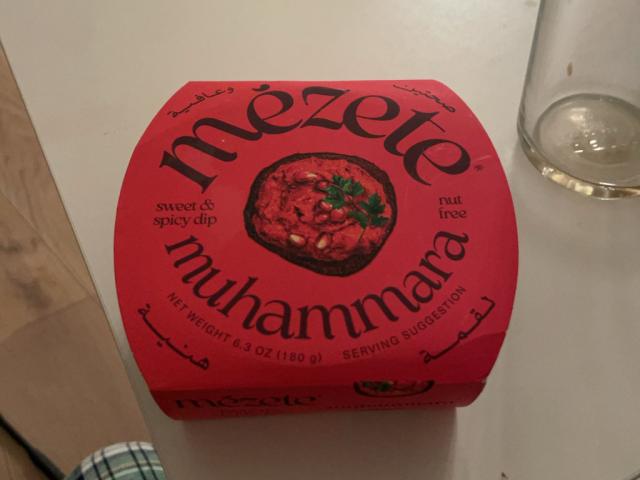 وعافية
صحتين
mézete®
sweet &
spicy dip
nut
free
muhammara
NET WEIGHT 6.3 OZ (180 g)
SERVING SUGGESTION
هنية
لقمة
mézete®
muhammara